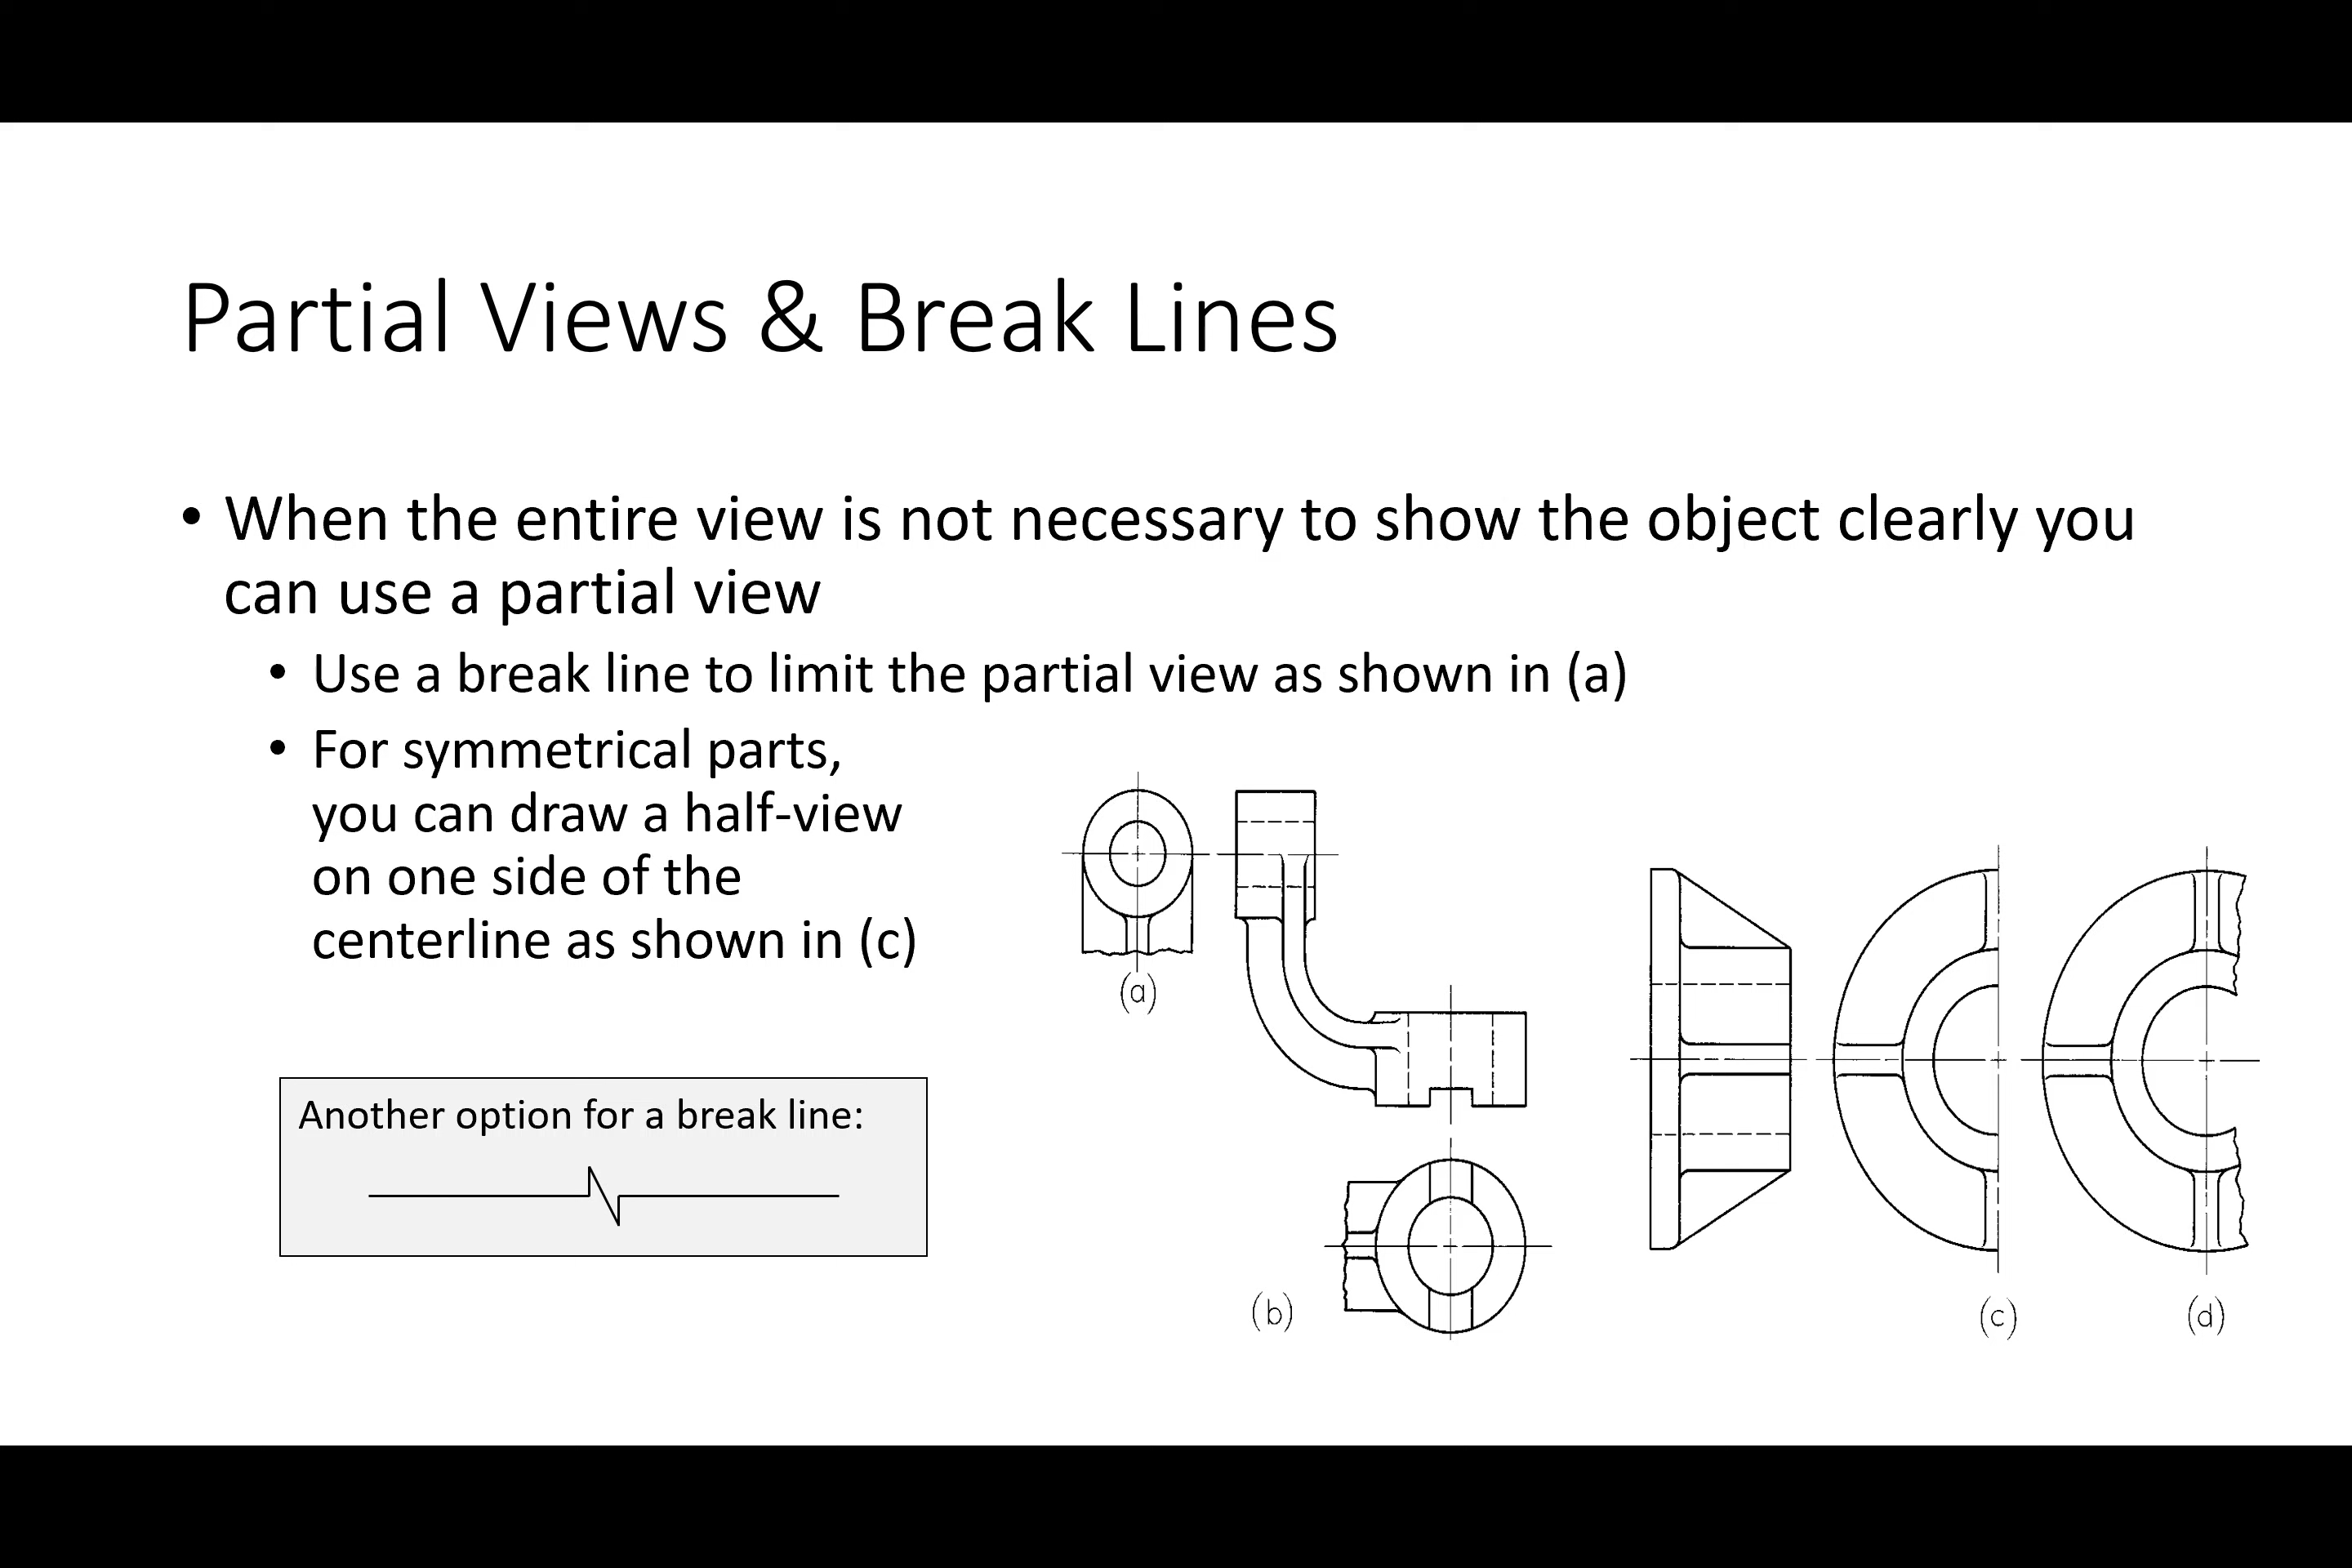 Partial Views & Break Lines
• When the entire view is not necessary to show the object clearly you
can use a partial view
• Use a break line to limit the partial view as shown in (a)
• For symmetrical parts,
you can draw a half-view
on one side of the
centerline as shown in (c)
Another option for a break line:
(a)
(b)
(c)
(d)